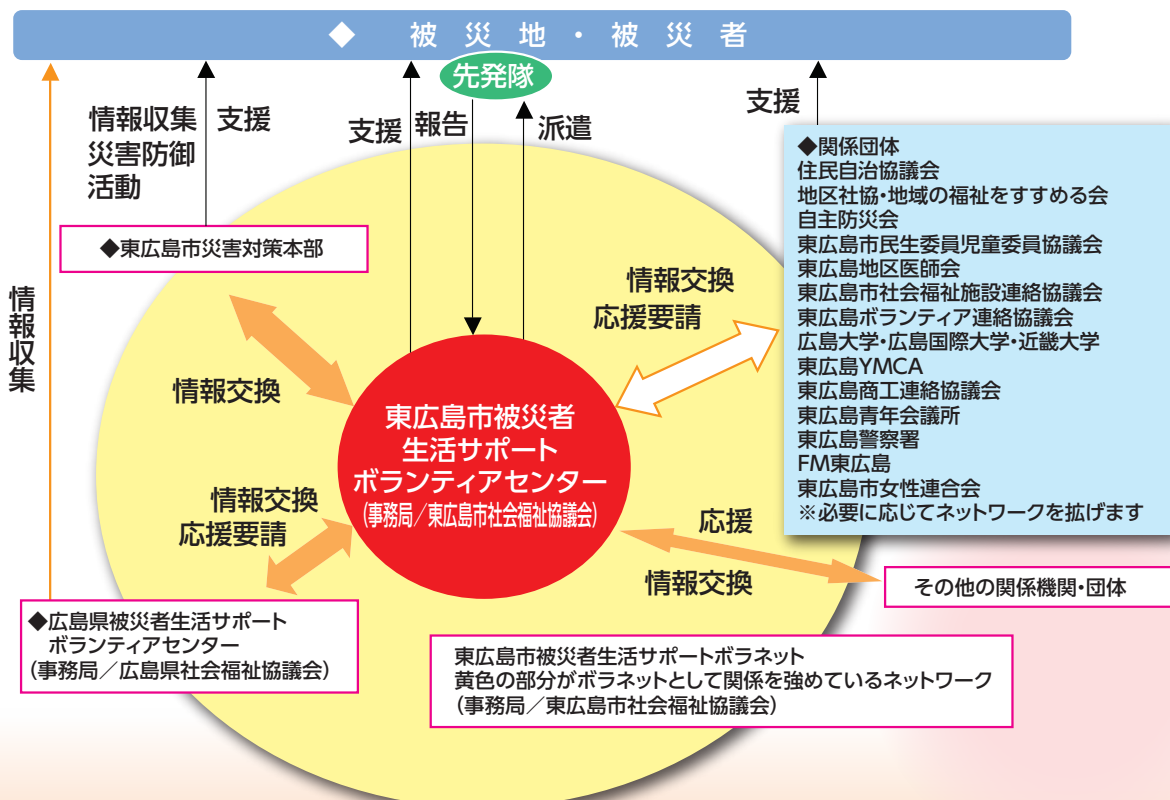 ◆ 被災地・被災者
先発隊
情報収集
災害防御
活動
支援
支援
報告
派遣
支援
◆関係団体
住民自治協議会
地区社協・地域の福祉をすすめる会
自主防災会
東広島市民生委員児童委員協議会
東広島地区医師会
東広島市社会福祉施設連絡協議会
東広島ボランティア連絡協議会
広島大学・広島国際大学・近畿大学
東広島YMCA
東広島商工連絡協議会
東広島青年会議所
東広島警察署
FM東広島
東広島市女性連合会
※必要に応じてネットワークを拡げます
◆東広島市災害対策本部
情報収集
情報交換
応援要請
情報交換
東広島市被災者
生活サポート
ボランティアセンター
(事務局／東広島市社会福祉協議会)
情報交換
応援要請
応援
情報交換
その他の関係機関・団体
◆広島県被災者生活サポート
ボランティアセンター
(事務局／広島県社会福祉協議会)
東広島市被災者生活サポートボラネット
黄色の部分がボラネットとして関係を強めているネットワーク
(事務局／東広島市社会福祉協議会)